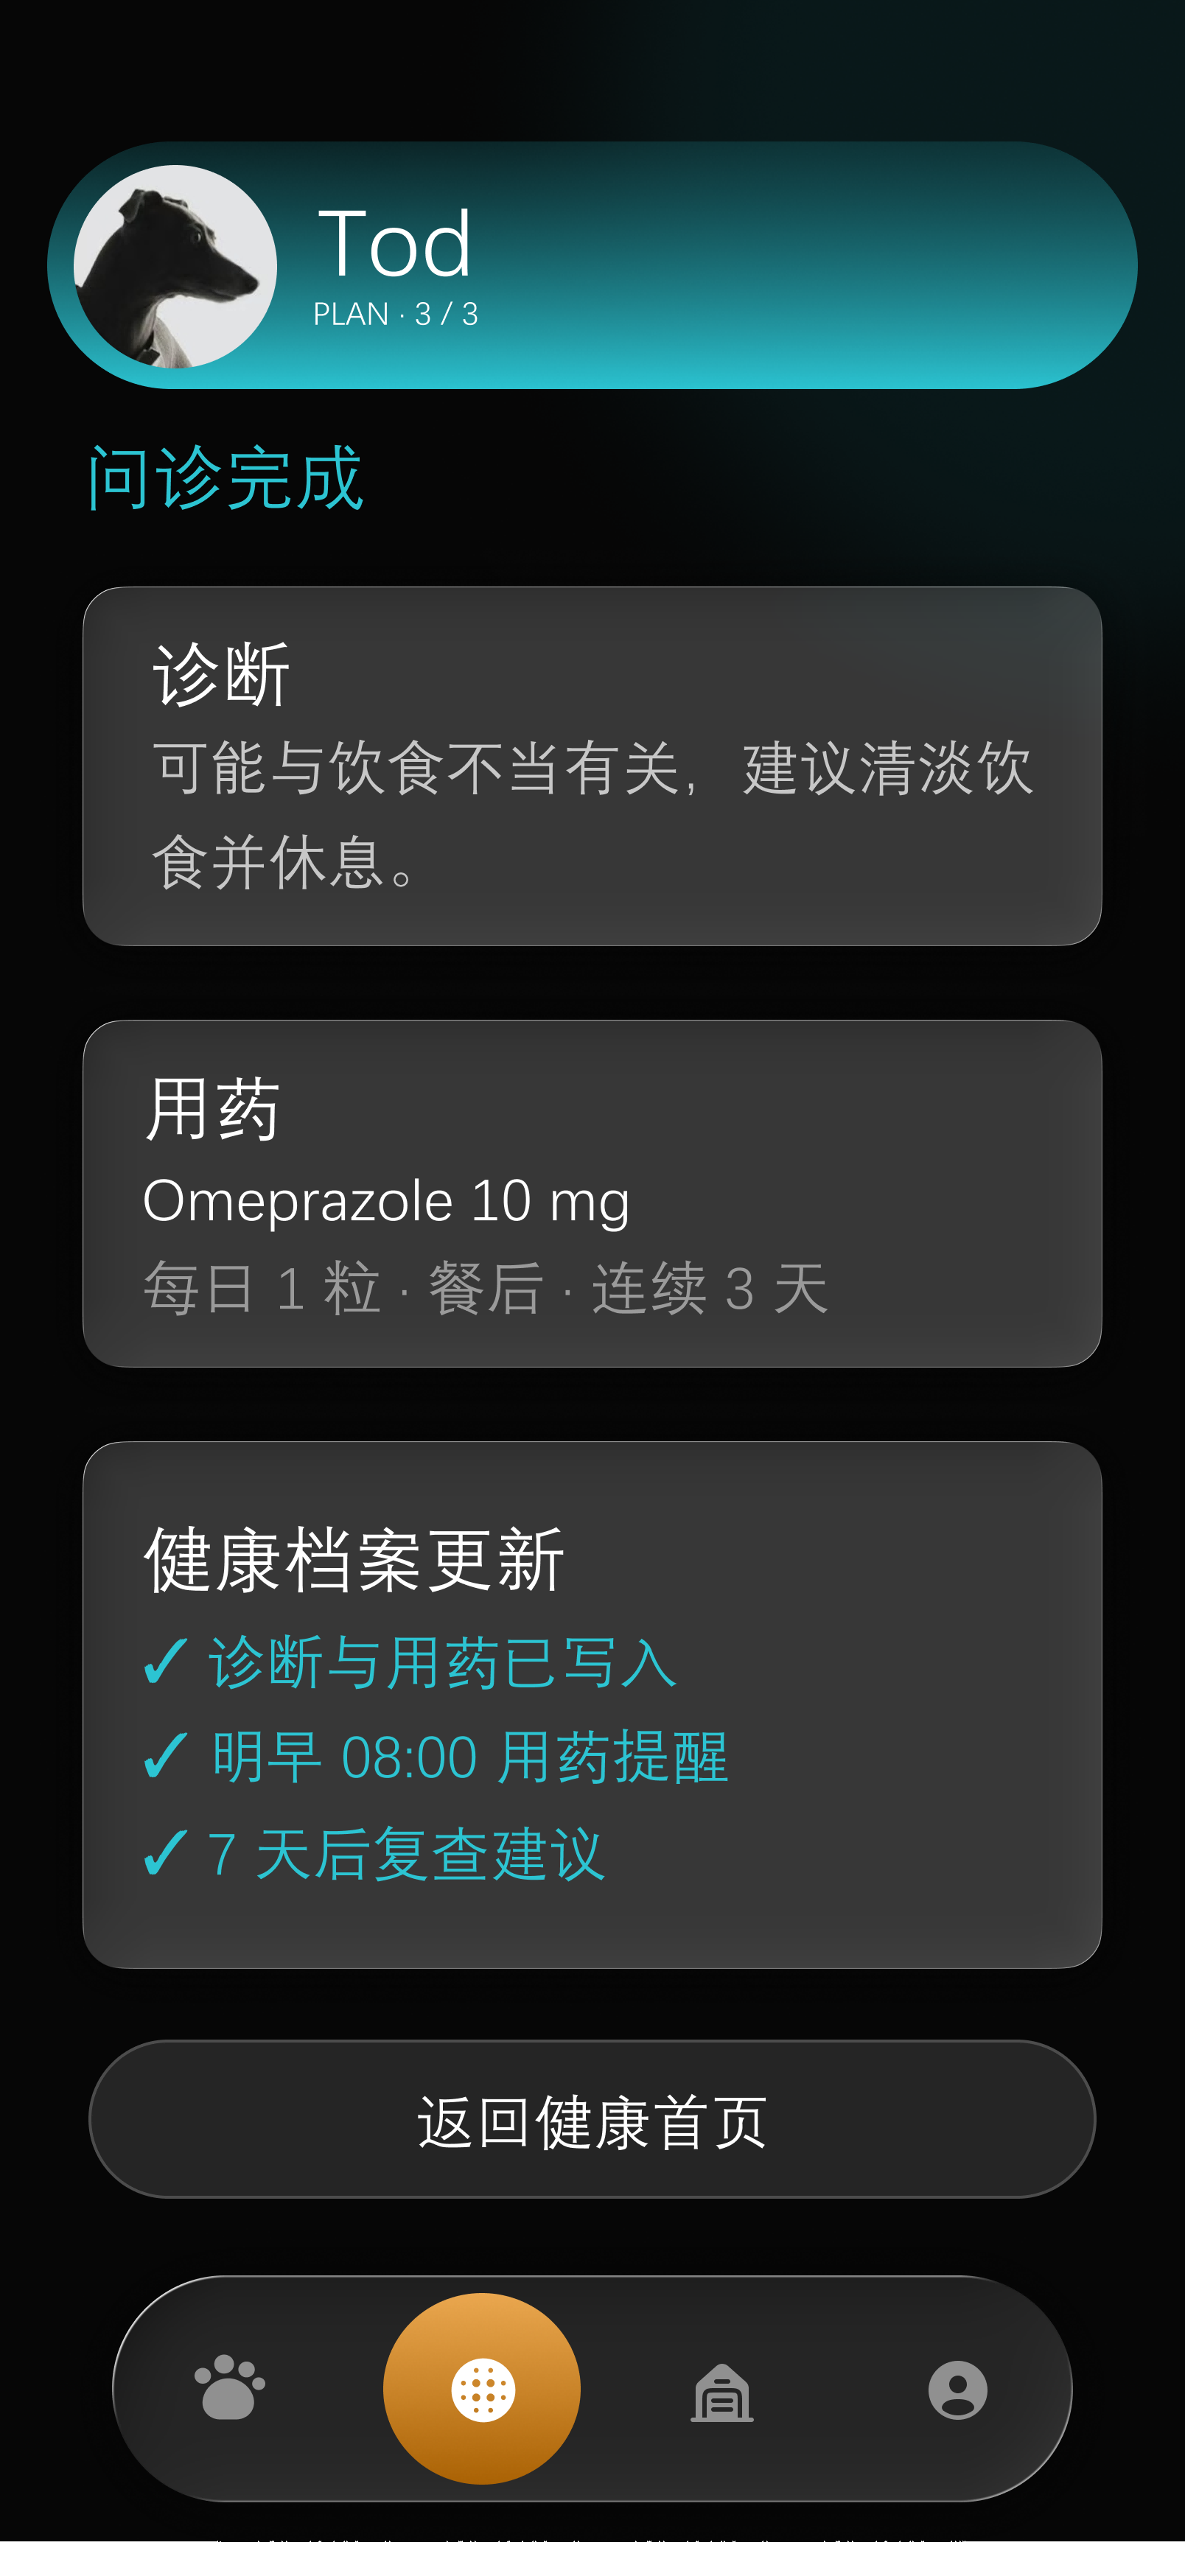 Tod
PLAN · 3 / 3
问诊完成
诊断
可能与饮食不当有关，建议清淡饮
食并休息。
用药
Omeprazole 10 mg
每日 1 粒 · 餐后 · 连续 3 天
健康档案更新
✓ 诊断与用药已写入
✓ 明早 08:00 用药提醒
✓ 7 天后复查建议
返回健康首页